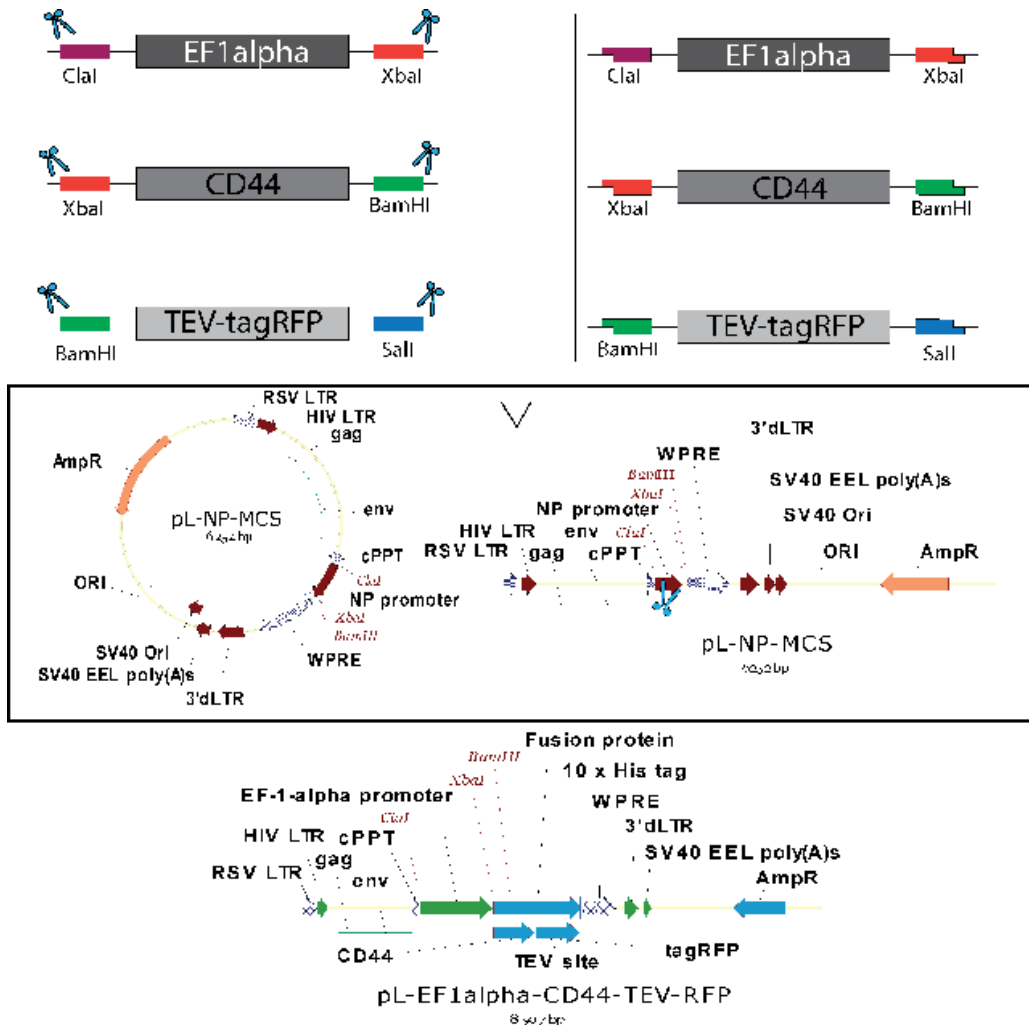 EF1alpha
ClaI
XbaI
CD44
XbaI
BamHI
TEV-tagRFP
BamHI
SalI
EF1alpha
ClaI
XbaI
CD44
XbaI
BamHI
TEV-tagRFP
BamHI
SalI
RSV LTR
HIV LTR
gag
AmpR
pL-NP-MCS
env
cPPT
ClaI
ORI
NP promoter
XbaI
BamHI
SV40 Ori
WPRE
SV40 EEL poly(A)s
3'dLTR
3'dLTR
WPRE
BamHI
SV40 EEL poly(A)s
XbaI
NP promoter
SV40 Ori
HIV LTR
env
ClaI
RSV LTR
gag
cPPT
ORI
AmpR
pL-NP-MCS
Fusion protein
BamHI
10 x His tag
XbaI
WPRE
EF-1-alpha promoter
ClaI
3'dLTR
HIV LTR
cPPT
SV40 EEL poly(A)s
gag
RSV LTR
env
AmpR
CD44
TEV site
tagRFP
pL-EF1alpha-CD44-TEV-RFP